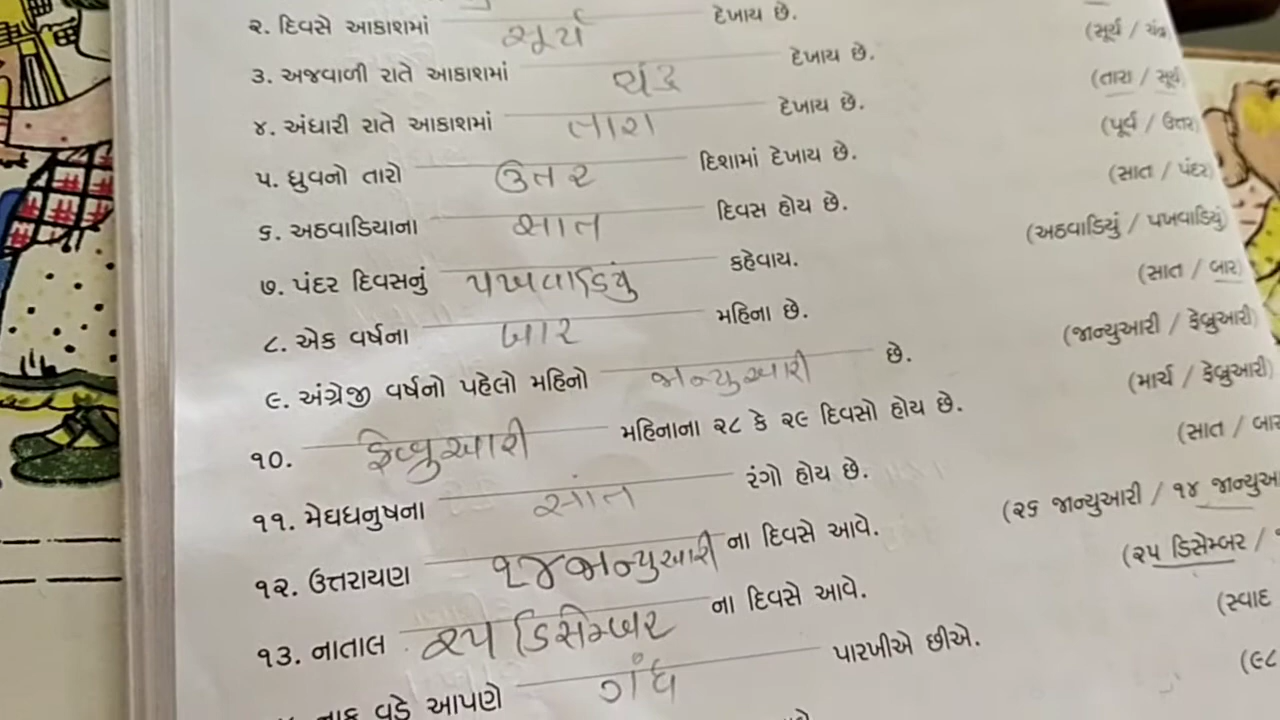 ૨. દિવસે આકાશમાં સૂર્ય દેખાય છે. (સૂર્ય / ચંદ્ર
૩. અજવાળી રાતે આકાશમાં ચંદ્ર દેખાય છે. (તારા / સૂર્ય)
૪. અંધારી રાતે આકાશમાં તારા દેખાય છે. (પૂર્વ / ઉત્તર)
૫. ધ્રુવનો તારો ઉતર દિશામાં દેખાય છે. (સાત / પંદર)
૬. અઠવાડિયાના સાત દિવસ હોય છે. (અઠવાડિયું / પખવાડિયું)
૭. પંદર દિવસનું પખવાડિયું કહેવાય. (સાત / બાર)
૮. એક વર્ષના બાર મહિના છે. (જાન્યુઆરી / ફેબ્રુઆરી)
૯. અંગ્રેજી વર્ષનો પહેલો મહિનો જાન્યુઆરી છે. (માર્ચ / ફેબ્રુઆરી)
૧૦. ફેબ્રુઆરી મહિનાના ૨૮ કે ૨૯ દિવસો હોય છે. (સાત / બાર
૧૧. મેઘધનુષના સાંત રંગો હોય છે. (૨૬ જાન્યુઆરી / ૧૪ જાન્યુઆ
૧૨. ઉત્તરાયણ ૧૪જાન્યુઆરી ના દિવસે આવે. (૨૫ ડિસેમ્બર /
૧૩. નાતાલ ૨૫ ડિસેમ્બર ના દિવસે આવે. (સ્વાદ
નાક વડે આપણે ગંધ પારખીએ છીએ. (૯૮